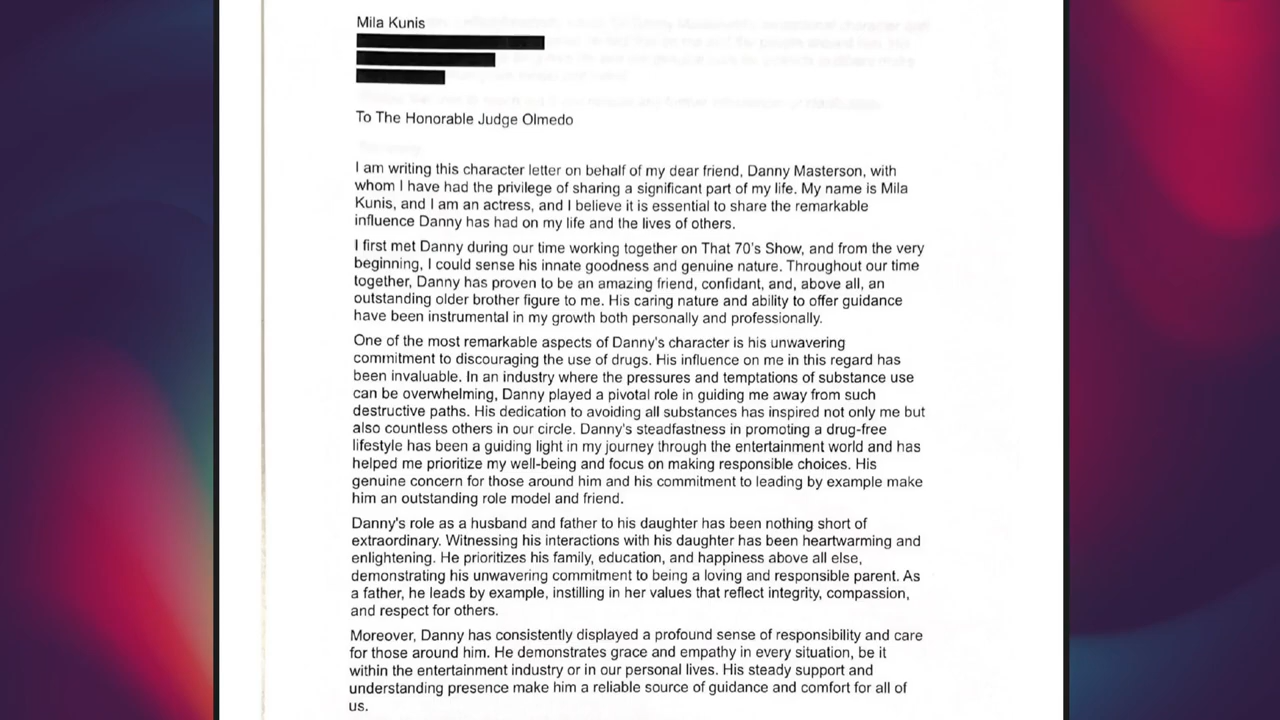 Mila Kunis
To The Honorable Judge Olmedo
I am writing this character letter on behalf of my dear friend, Danny Masterson, with
whom I have had the privilege of sharing a significant part of my life. My name is Mila
Kunis, and I am an actress, and I believe it is essential to share the remarkable
influence Danny has had on my life and the lives of others.
I first met Danny during our time working together on That 70's Show, and from the very
beginning, I could sense his innate goodness and genuine nature. Throughout our time
together, Danny has proven to be an amazing friend, confidant, and, above all, an
outstanding older brother figure to me. His caring nature and ability to offer guidance
have been instrumental in my growth both personally and professionally.
One of the most remarkable aspects of Danny's character is his unwavering
commitment to discouraging the use of drugs. His influence on me in this regard has
been invaluable. In an industry where the pressures and temptations of substance use
can be overwhelming, Danny played a pivotal role in guiding me away from such
destructive paths. His dedication to avoiding all substances has inspired not only me but
also countless others in our circle. Danny's steadfastness in promoting a drug-free
lifestyle has been a guiding light in my journey through the entertainment world and has
helped me prioritize my well-being and focus on making responsible choices. His
genuine concern for those around him and his commitment to leading by example make
him an outstanding role model and friend.
Danny's role as a husband and father to his daughter has been nothing short of
extraordinary. Witnessing his interactions with his daughter has been heartwarming and
enlightening. He prioritizes his family, education, and happiness above all else,
demonstrating his unwavering commitment to being a loving and responsible parent. As
a father, he leads by example, instilling in her values that reflect integrity, compassion,
and respect for others.
Moreover, Danny has consistently displayed a profound sense of responsibility and care
for those around him. He demonstrates grace and empathy in every situation, be it
within the entertainment industry or in our personal lives. His steady support and
understanding presence make him a reliable source of guidance and comfort for all of
us.